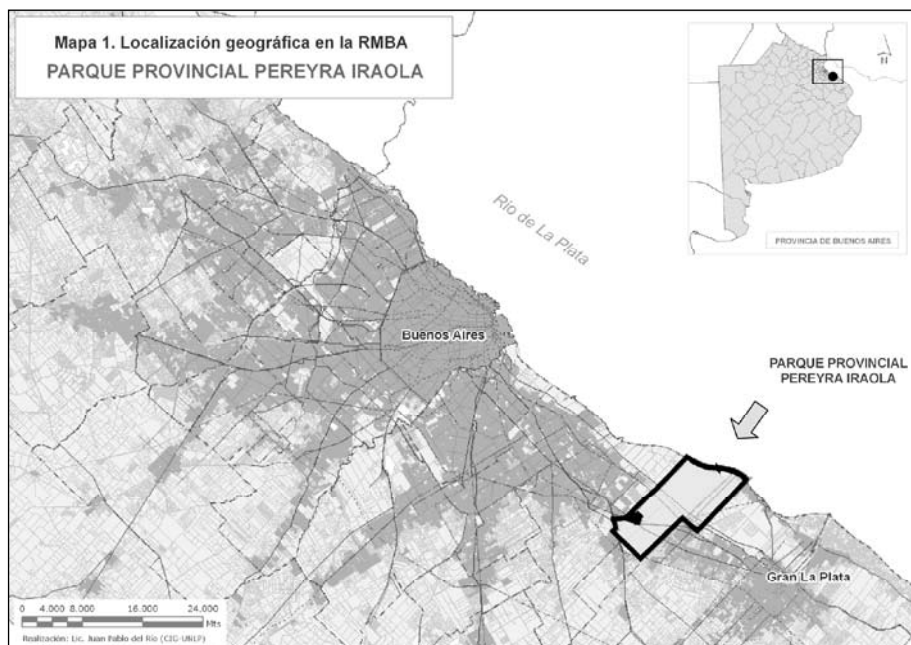 Mapa 1. Localización geográfica en la RMBA
PARQUE PROVINCIAL PEREYRA IRAOLA
N
PROVINCIA DE BUENOS AIRES
Rio de La Plata
Buenos Aires
PARQUE PROVINCIAL
PEREYRA IRAOLA
Gran La Plata
0 4.000 8.000 16.000 24.000
Mts
Realización: Lic. Juan Pablo del Río (CIG-UNLP)